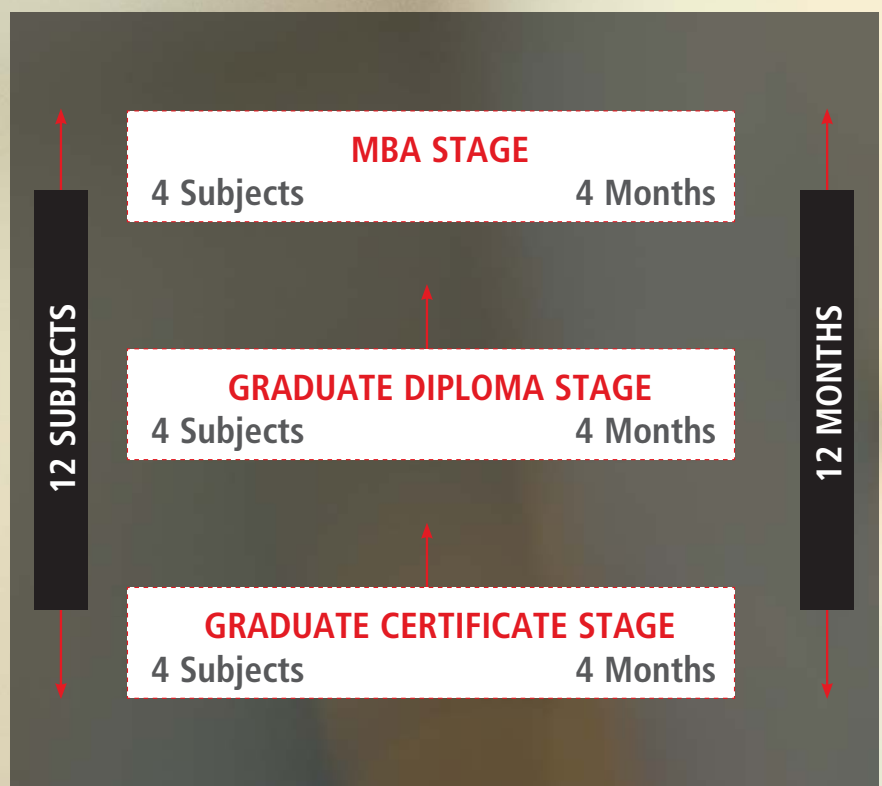 MBA STAGE
4 Subjects 4 Months
12 SUBJECTS
GRADUATE DIPLOMA STAGE
4 Subjects 4 Months
12 MONTHS
GRADUATE CERTIFICATE STAGE
4 Subjects 4 Months